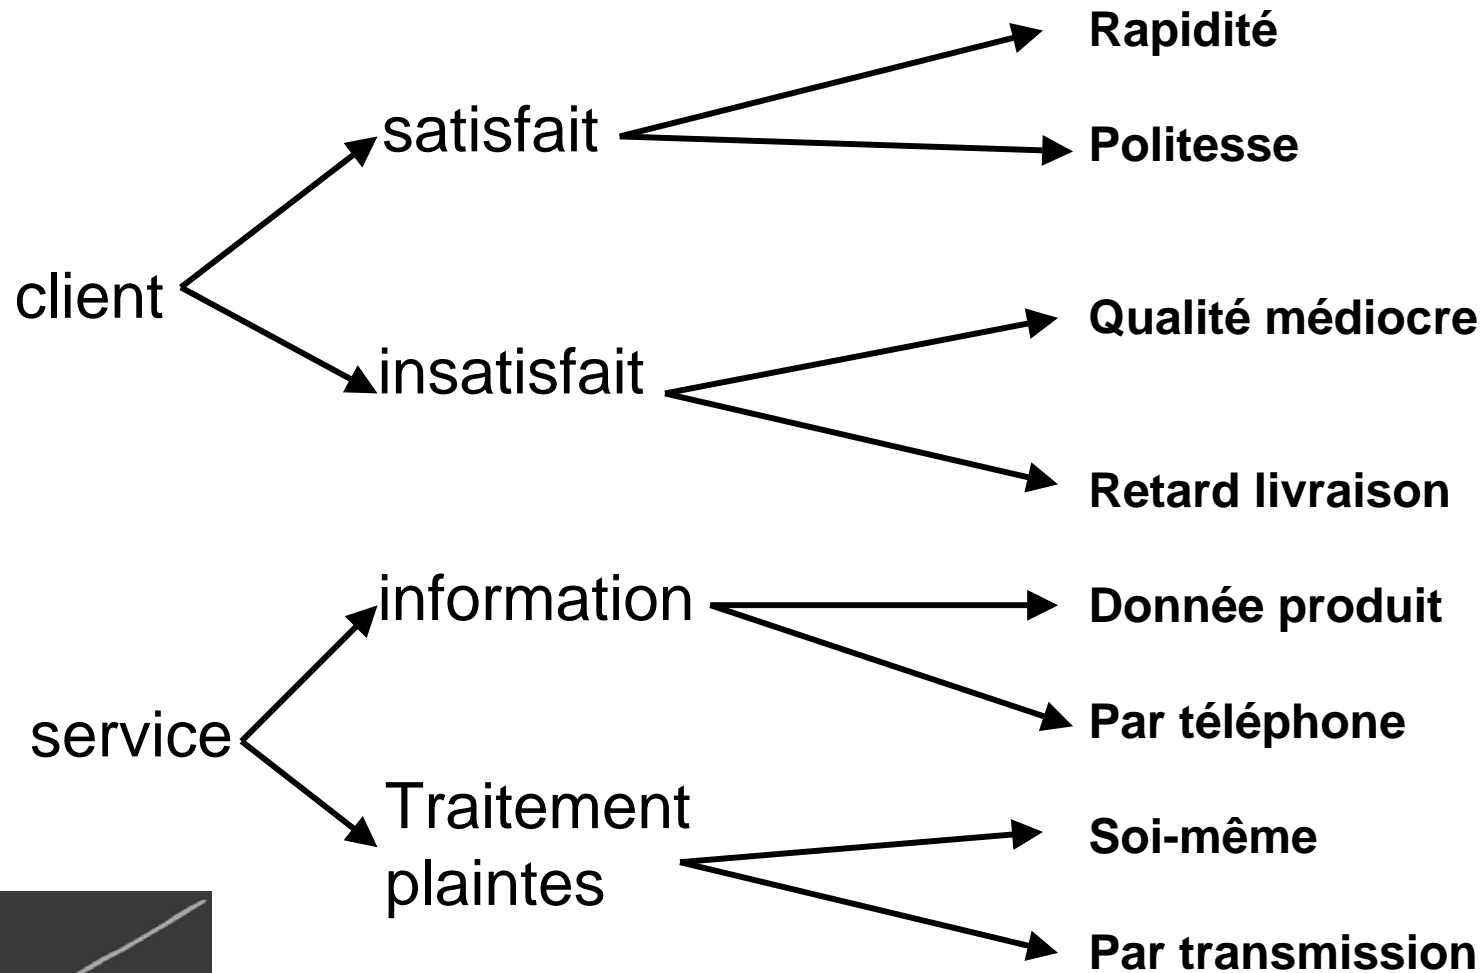 Rapidité
satisfait
Politesse
client
Qualité médiocre
insatisfait
Retard livraison
information
Donnée produit
Par téléphone
service
Traitement
plaintes
Soi-même
Par transmission